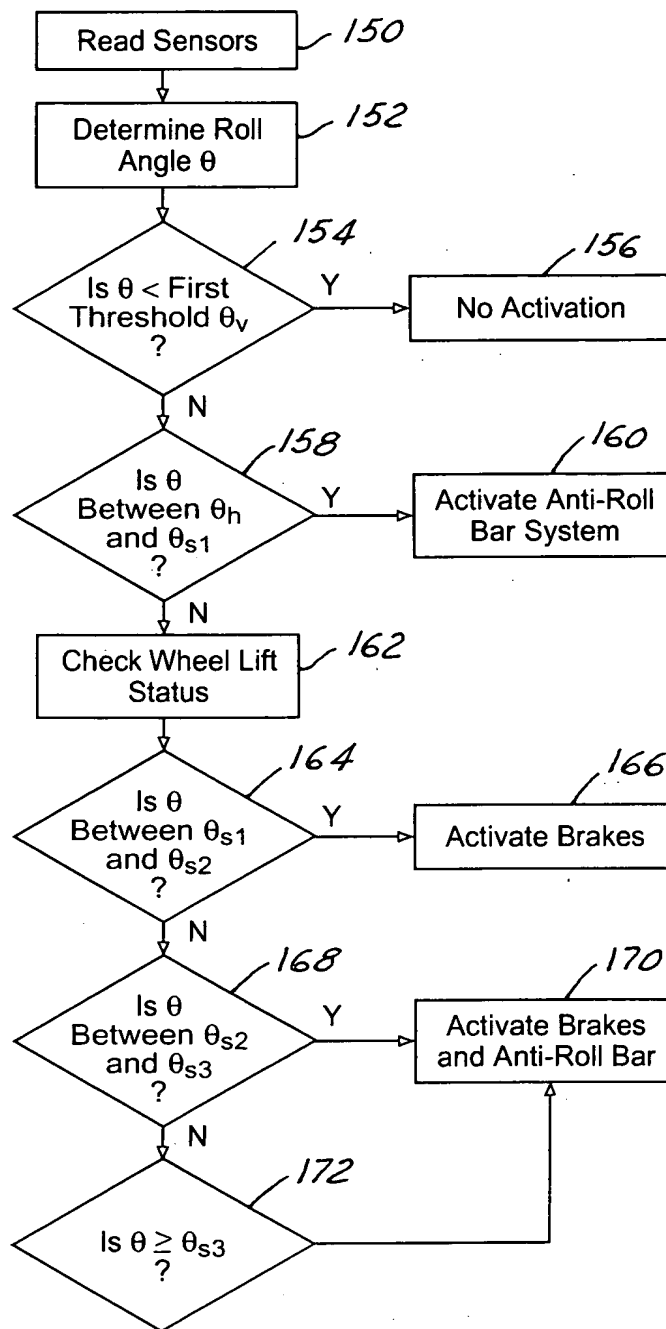 Read Sensors
150
Determine Roll
Angle θ
152
154
Is θ < First
Threshold θv
?
Y
156
No Activation
N
158
Is θ
Between θh
and θs1
?
Y
160
Activate Anti-Roll
Bar System
N
162
Check Wheel Lift
Status
164
Is θ
Between θs1
and θs2
?
Y
166
Activate Brakes
N
168
Is θ
Between θs2
and θs3
?
Y
170
Activate Brakes
and Anti-Roll Bar
N
172
Is θ ≥ θs3
?